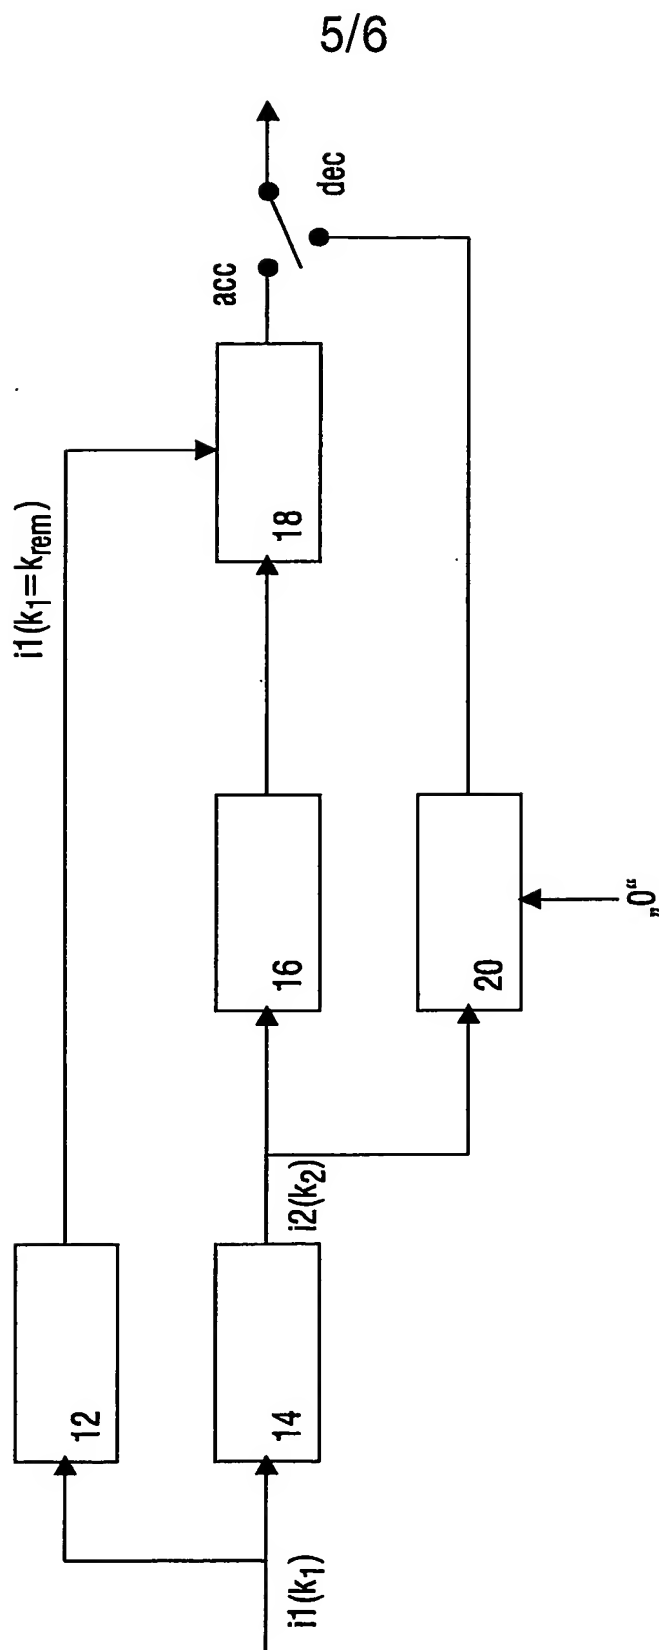 5/6
i1(k₁)
12
14
i2(k₂)
i1(k₁=kᵣₑₘ)
16
20
„0“
18
acc
dec